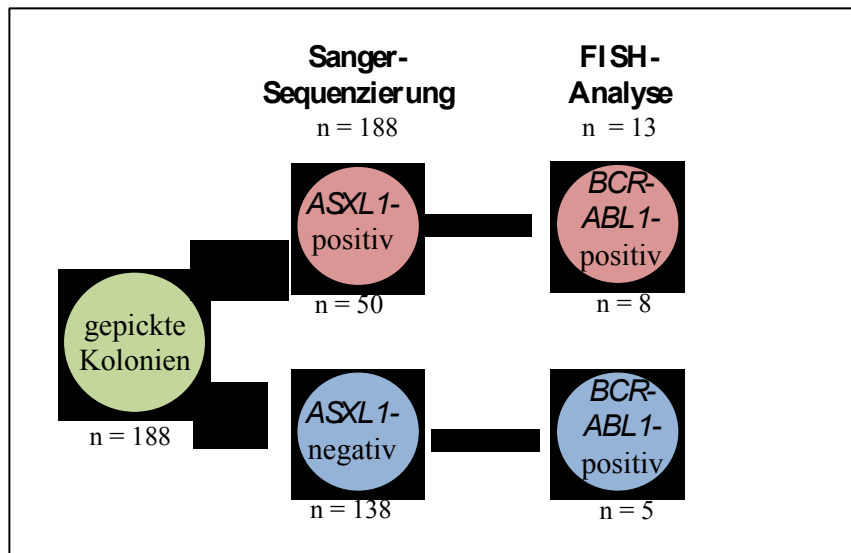 Sanger-
Sequenzierung
n = 188
FISH-
Analyse
n = 13
ASXL1-
positiv
n = 50
BCR-
ABL1-
positiv
n = 8
gepickte
Kolonien
n = 188
ASXL1-
negativ
n = 138
BCR-
ABL1-
positiv
n = 5